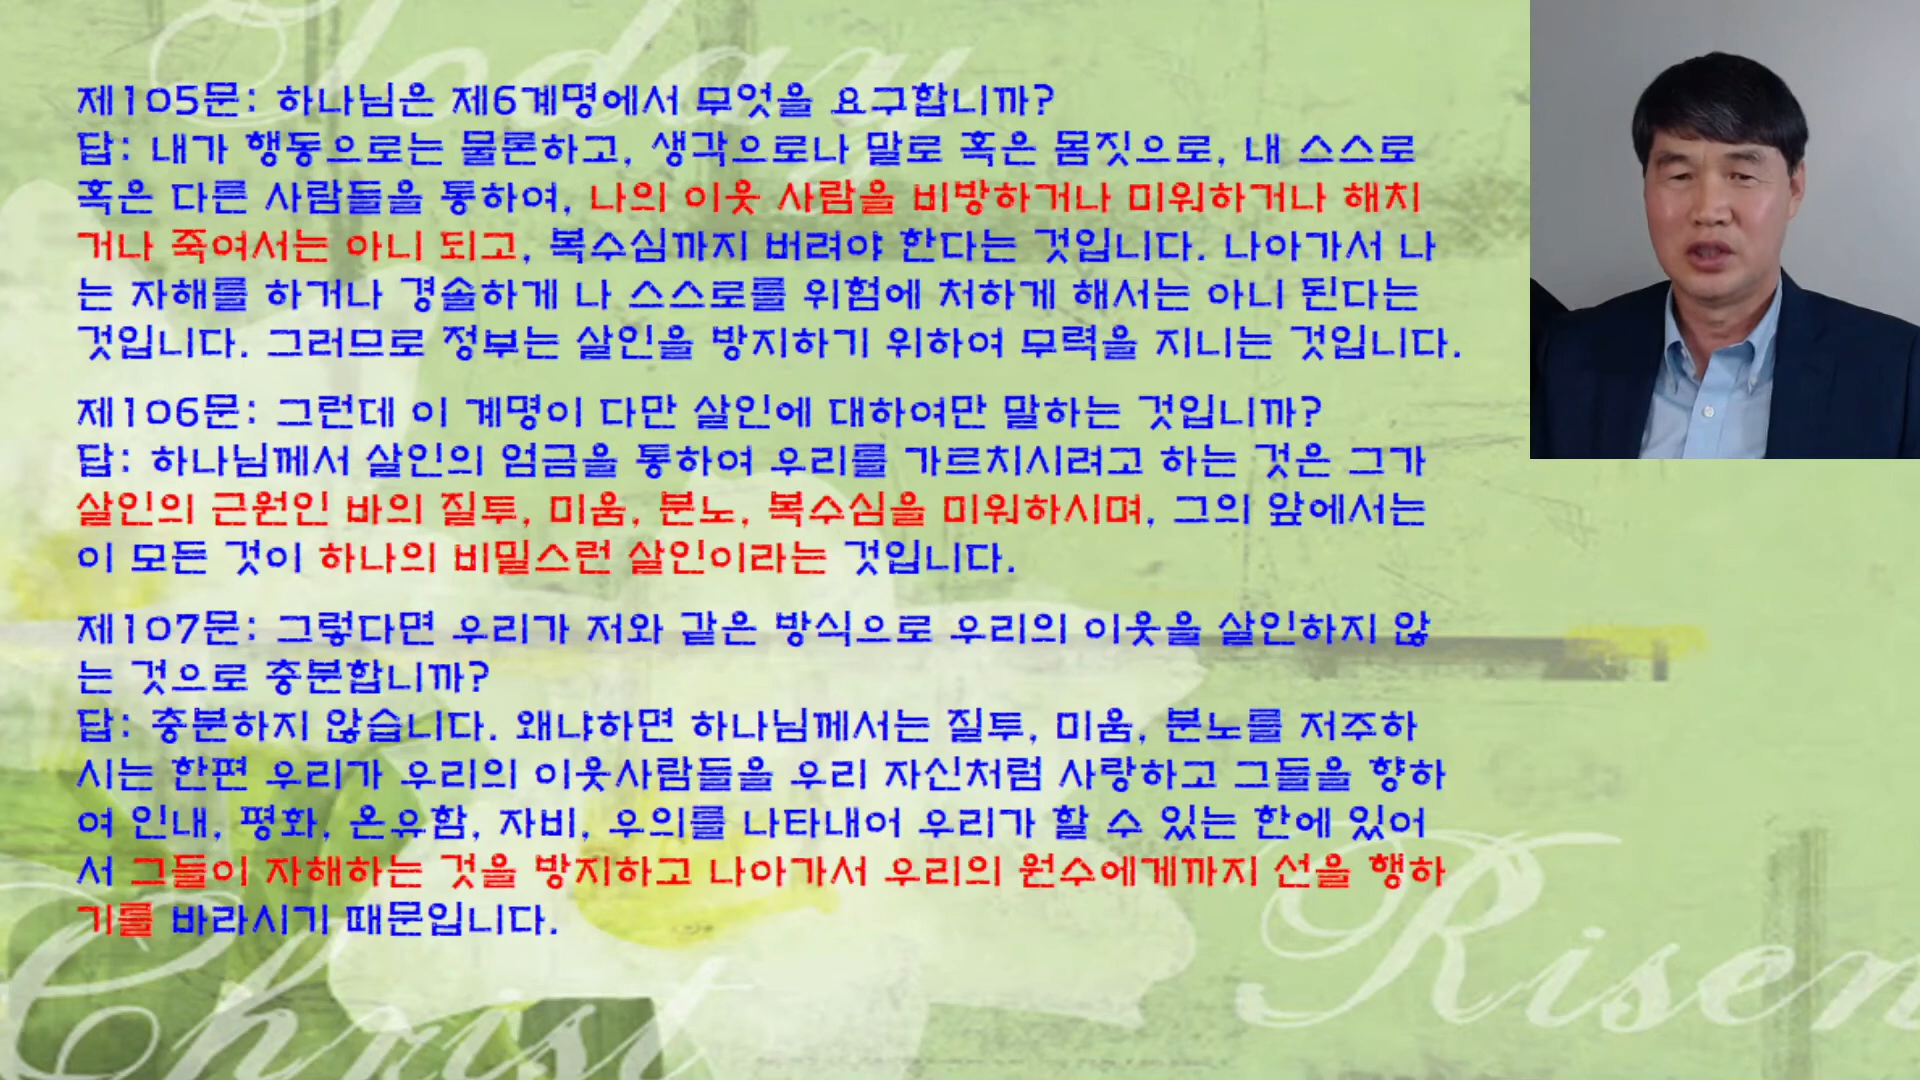 Today
제105문: 하나님은 제6계명에서 무엇을 요구합니까?
답: 내가 행동으로는 물론하고, 생각으로나 말로 혹은 몸짓으로, 내 스스로
혹은 다른 사람들을 통하여, 나의 이웃 사람을 비방하거나 미워하거나 해치
거나 죽여서는 아니 되고, 복수심까지 버려야 한다는 것입니다. 나아가서 나
는 자해를 하거나 경솔하게 나 스스로를 위험에 처하게 해서는 아니 된다는
것입니다. 그러므로 정부는 살인을 방지하기 위하여 무력을 지니는 것입니다.
제106문: 그런데 이 계명이 다만 살인에 대하여만 말하는 것입니까?
답: 하나님께서 살인의 엄금을 통하여 우리를 가르치시려고 하는 것은 그가
살인의 근원인 바의 질투, 미움, 분노, 복수심을 미워하시며, 그의 앞에서는
이 모든 것이 하나의 비밀스런 살인이라는 것입니다.
제107문: 그렇다면 우리가 저와 같은 방식으로 우리의 이웃을 살인하지 않
는 것으로 충분합니까?
답: 충분하지 않습니다. 왜냐하면 하나님께서는 질투, 미움, 분노를 저주하
시는 한편 우리가 우리의 이웃사람들을 우리 자신처럼 사랑하고 그들을 향하
여 인내, 평화, 온유함, 자비, 우의를 나타내어 우리가 할 수 있는 한에 있어
서 그들이 자해하는 것을 방지하고 나아가서 우리의 원수에게까지 선을 행하
기를 바라시기 때문입니다.
Christ
Risen